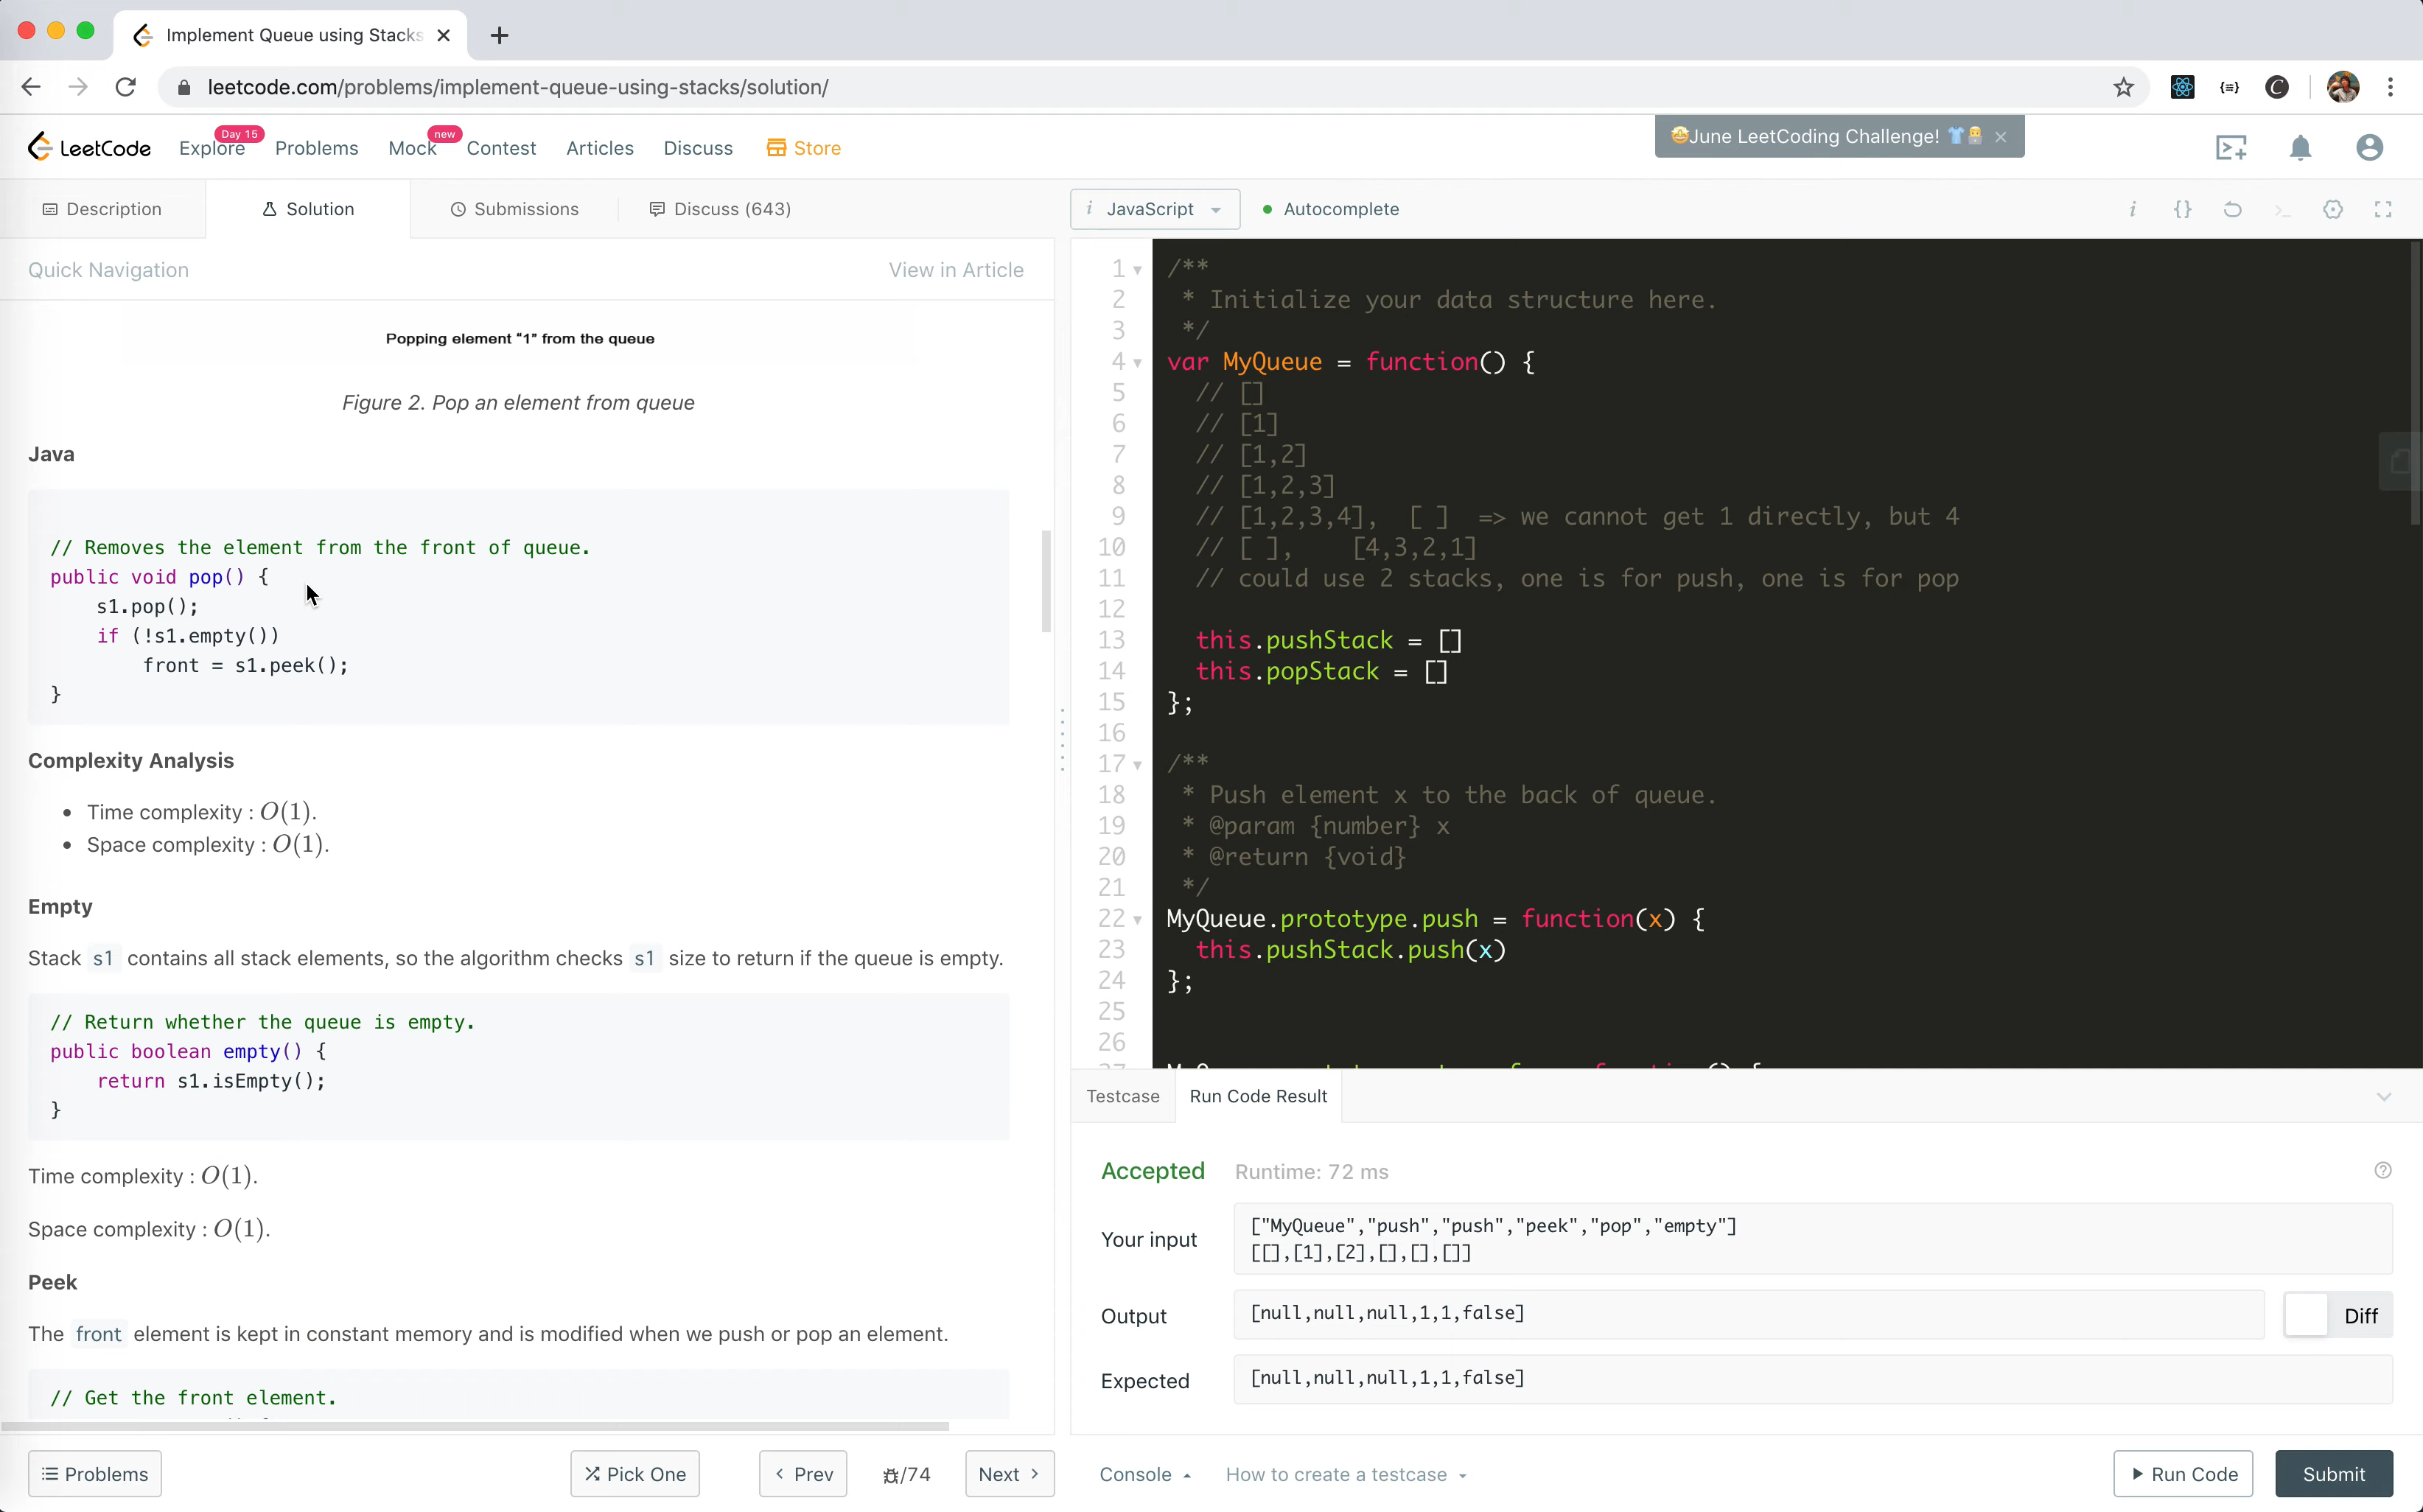 Implement Queue using Stacks
leetcode.com/problems/implement-queue-using-stacks/solution/
LeetCode
Explore
Day 15
Problems
Mock
new
Contest
Articles
Discuss
Store
🤩June LeetCoding Challenge!
Description
Solution
Submissions
Discuss (643)
Quick Navigation
View in Article
Popping element “1” from the queue
Figure 2. Pop an element from queue
Java
// Removes the element from the front of queue.
public void pop() {
    s1.pop();
    if (!s1.empty())
        front = s1.peek();
}
Complexity Analysis
• Time complexity : O(1).
• Space complexity : O(1).
Empty
Stack s1 contains all stack elements, so the algorithm checks s1 size to return if the queue is empty.
// Return whether the queue is empty.
public boolean empty() {
    return s1.isEmpty();
}
Time complexity : O(1).
Space complexity : O(1).
Peek
The front element is kept in constant memory and is modified when we push or pop an element.
// Get the front element.
Problems
Pick One
Prev
/74
Next
i JavaScript
Autocomplete
1 /**
2  * Initialize your data structure here.
3  */
4 var MyQueue = function() {
5   // []
6   // [1]
7   // [1,2]
8   // [1,2,3]
9   // [1,2,3,4],  [ ]  => we cannot get 1 directly, but 4
10   // [ ],    [4,3,2,1]
11   // could use 2 stacks, one is for push, one is for pop
12
13   this.pushStack = []
14   this.popStack = []
15 };
16
17 /**
18  * Push element x to the back of queue.
19  * @param {number} x
20  * @return {void}
21  */
22 MyQueue.prototype.push = function(x) {
23   this.pushStack.push(x)
24 };
25
26
Testcase
Run Code Result
Accepted
Runtime: 72 ms
Your input
["MyQueue","push","push","peek","pop","empty"]
[[],[1],[2],[],[],[]]
Output
[null,null,null,1,1,false]
Diff
Expected
[null,null,null,1,1,false]
Console
How to create a testcase
Run Code
Submit